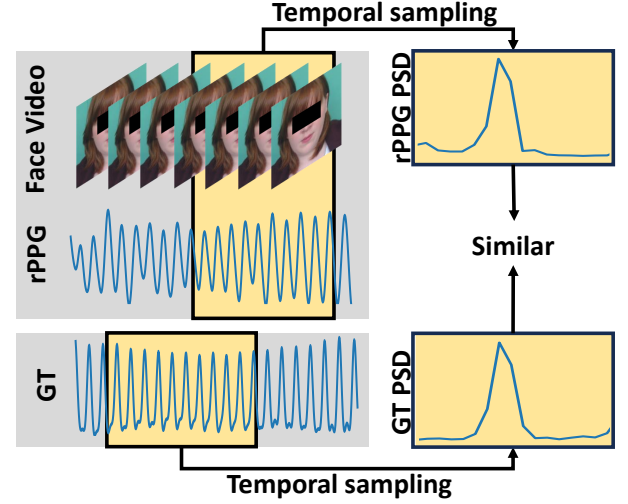 Temporal sampling
Face Video
rPPG PSD
rPPG
Similar
GT
GT PSD
Temporal sampling